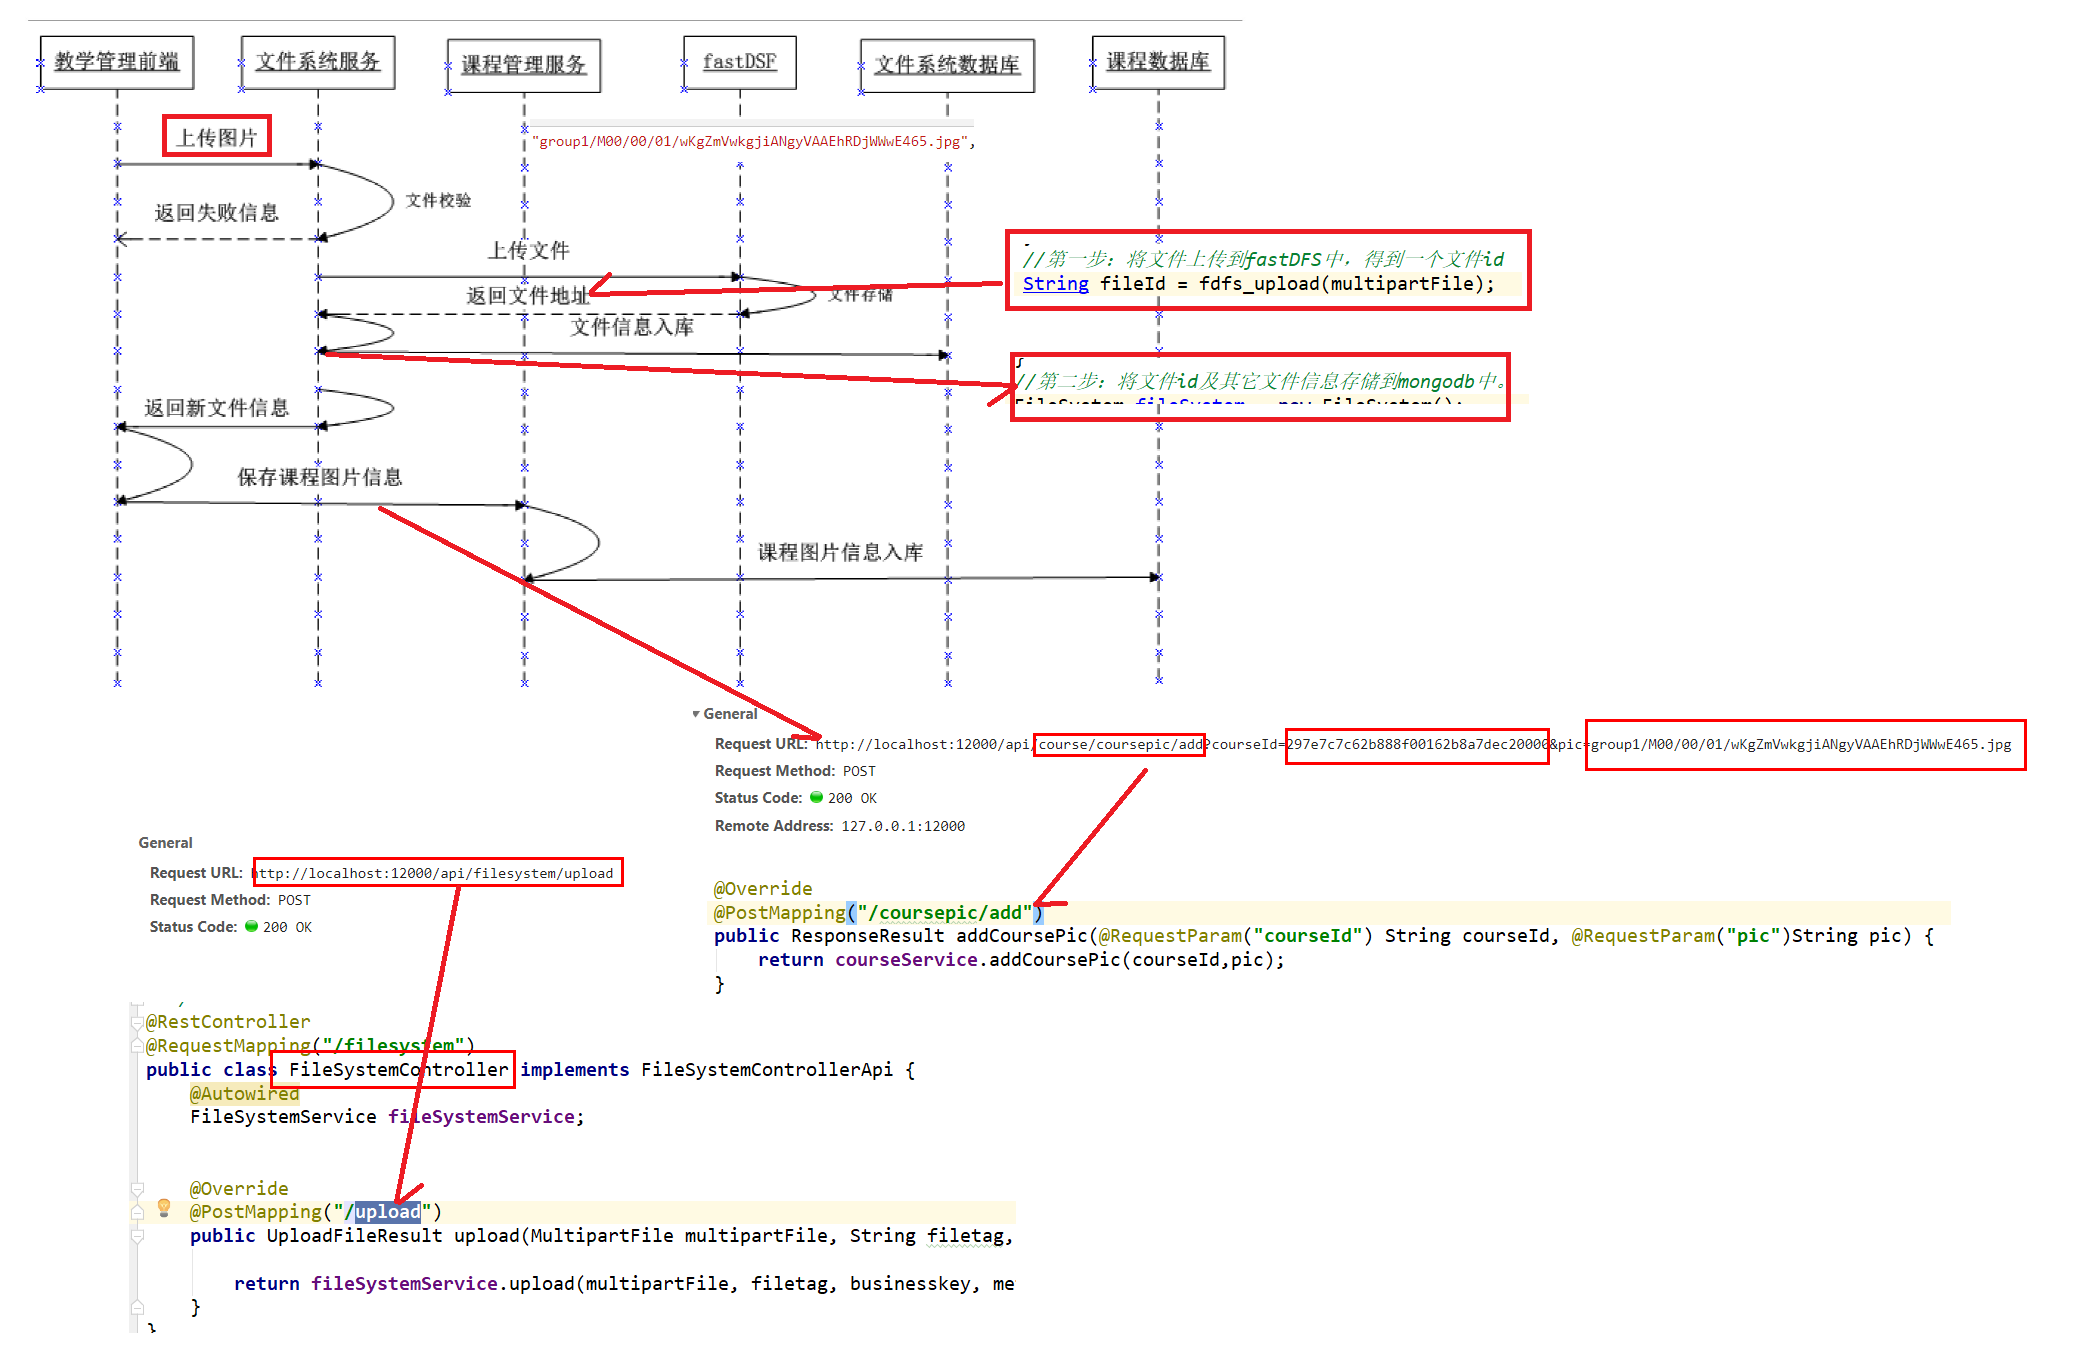 教学管理前端
文件系统服务
课程管理服务
fastDSF
文件系统数据库
课程数据库
上传图片
"group1/M00/00/01/wKgZmVwkgjiANgyVAAEhRDjWWwE465.jpg",
文件校验
返回失败信息
上传文件
//第一步：将文件上传到fastDFS中，得到一个文件id
String fileId = fdfs_upload(multipartFile);
返回文件地址
文件存储
文件信息入库
}
//第二步：将文件id及其它文件信息存储到mongodb中。
FileSystem fileSystem = new FileSystem();
返回新文件信息
保存课程图片信息
课程图片信息入库
General
Request URL: http://localhost:12000/api/course/coursepic/add?courseId=297e7c7c62b888f00162b8a7dec20000&pic=group1/M00/00/01/wKgZmVwkgjiANgyVAAEhRDjWWwE465.jpg
Request Method: POST
Status Code: 200 OK
Remote Address: 127.0.0.1:12000
General
Request URL: http://localhost:12000/api/filesystem/upload
Request Method: POST
Status Code: 200 OK
@Override
@PostMapping("/coursepic/add")
public ResponseResult addCoursePic(@RequestParam("courseId") String courseId, @RequestParam("pic")String pic) {
return courseService.addCoursePic(courseId,pic);
}
@RestController
@RequestMapping("/filesystem")
public class FileSystemController implements FileSystemControllerApi {
@Autowired
FileSystemService fileSystemService;
@Override
@PostMapping("/upload")
public UploadFileResult upload(MultipartFile multipartFile, String filetag,
return fileSystemService.upload(multipartFile, filetag, businesskey, me
}
}